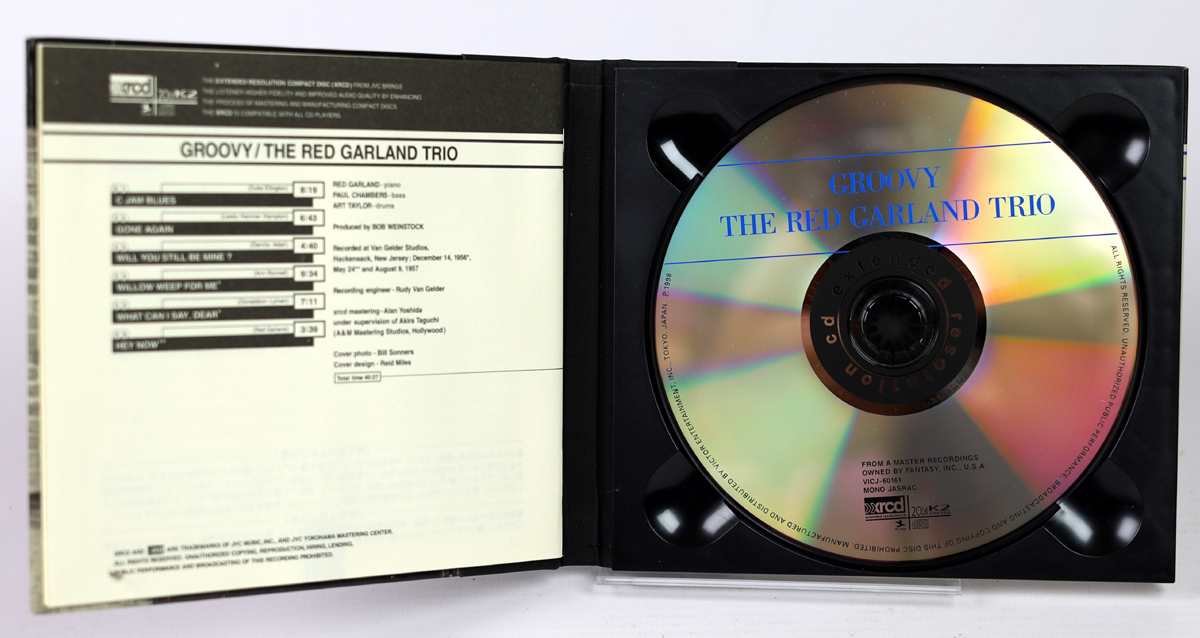 xrcd
20bit K2
THE EXTENDED RESOLUTION COMPACT DISC (XRCD) FROM JVC BRINGS
THE LISTENER HIGHER FIDELITY AND IMPROVED AUDIO QUALITY BY ENHANCING
THE PROCESS OF MASTERING AND MANUFACTURING COMPACT DISCS.
THE XRCD IS COMPATIBLE WITH ALL CD PLAYERS.
GROOVY/THE RED GARLAND TRIO
(Duke Ellington) 8:19
C JAM BLUES
6:43
GONE AGAIN
(Dennis, Adair) 4:40
WILL YOU STILL BE MINE ?
(Ann Ronnell) 9:34
WILLOW WEEP FOR ME*
(Donaldson, Lyman) 7:11
WHAT CAN I SAY, DEAR*
(Red Garland) 3:39
HEY NOW**
RED GARLAND - piano
PAUL CHAMBERS - bass
ART TAYLOR - drums
Produced by BOB WEINSTOCK
Recorded at Van Gelder Studios,
Hackensack, New Jersey; December 14, 1956*,
May 24** and August 9, 1957
Recording engineer - Rudy Van Gelder
xrcd mastering - Alan Yoshida
under supervision of Akira Taguchi
(A&M Mastering Studios, Hollywood)
Cover photo - Bill Sonners
Cover design - Reid Miles
Total time 40:27
XRCD ARE xrcd ARE TRADEMARKS OF JVC MUSIC, INC., AND JVC YOKOHAMA MASTERING CENTER,
ALL RIGHTS RESERVED. UNAUTHORIZED COPYING, REPRODUCTION, HIRING, LENDING,
PUBLIC PERFORMANCE AND BROADCASTING OF THIS RECORDING PROHIBITED.
GROOVY
THE RED GARLAND TRIO
extended resolution cd
FROM A MASTER RECORDINGS
OWNED BY FANTASY, INC., U.S.A.
VICJ-60161
MONO JASRAC
xrcd
20bit K2
ALL RIGHTS RESERVED. UNAUTHORIZED PUBLIC PERFORMANCE, BROADCASTING AND COPYING OF THIS DISC PROHIBITED. MANUFACTURED AND DISTRIBUTED BY VICTOR ENTERTAINMENT, INC., TOKYO, JAPAN. ℗1998